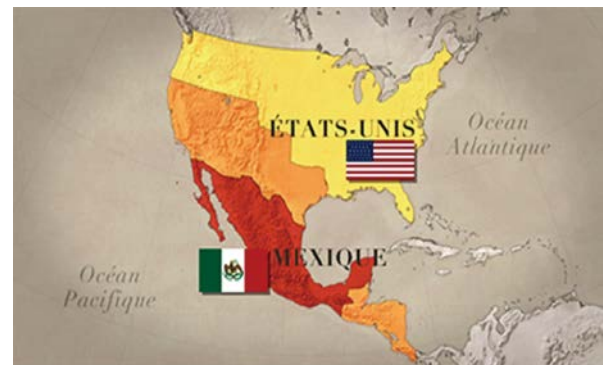 ÉTATS-UNIS
Océan
Atlantique
MEXIQUE
Océan
Pacifique